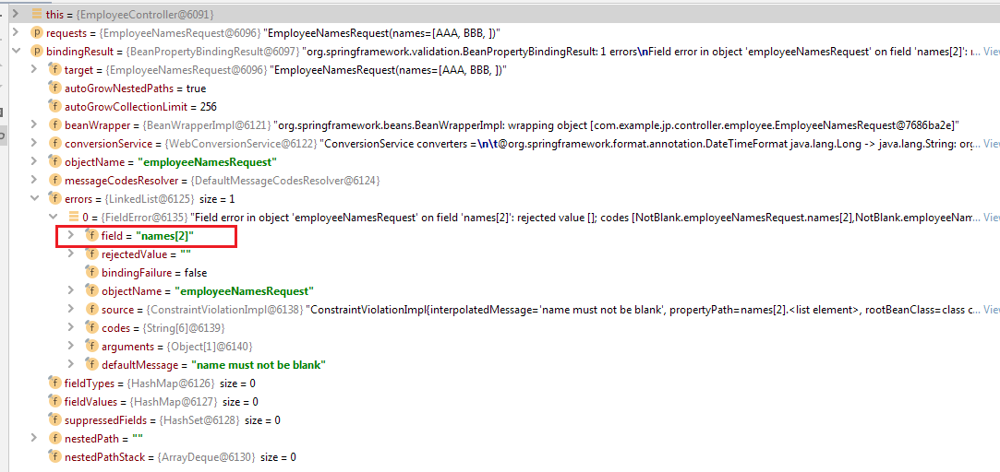 this = {EmployeeController@6091}
requests = {EmployeeNamesRequest@6096} "EmployeeNamesRequest(names=[AAA, BBB, ])"
bindingResult = {BeanPropertyBindingResult@6097} "org.springframework.validation.BeanPropertyBindingResult: 1 errors\nField error in object 'employeeNamesRequest' on field 'names[2]': ... View
target = {EmployeeNamesRequest@6096} "EmployeeNamesRequest(names=[AAA, BBB, ])"
autoGrowNestedPaths = true
autoGrowCollectionLimit = 256
beanWrapper = {BeanWrapperImpl@6121} "org.springframework.beans.BeanWrapperImpl: wrapping object [com.example.jp.controller.employee.EmployeeNamesRequest@7686ba2e]"
conversionService = {WebConversionService@6122} "ConversionService converters =\n\t@org.springframework.format.annotation.DateTimeFormat java.lang.Long -> java.lang.String: org... View
objectName = "employeeNamesRequest"
messageCodesResolver = {DefaultMessageCodesResolver@6124}
errors = {LinkedList@6125} size = 1
0 = {FieldError@6135} "Field error in object 'employeeNamesRequest' on field 'names[2]': rejected value []; codes [NotBlank.employeeNamesRequest.names[2],NotBlank.employeeNam... View
field = "names[2]"
rejectedValue = ""
bindingFailure = false
objectName = "employeeNamesRequest"
source = {ConstraintViolationImpl@6138} "ConstraintViolationImpl{interpolatedMessage='name must not be blank', propertyPath=names[2].<list element>, rootBeanClass=class c... View
codes = {String[6]@6139}
arguments = {Object[1]@6140}
defaultMessage = "name must not be blank"
fieldTypes = {HashMap@6126} size = 0
fieldValues = {HashMap@6127} size = 0
suppressedFields = {HashSet@6128} size = 0
nestedPath = ""
nestedPathStack = {ArrayDeque@6130} size = 0